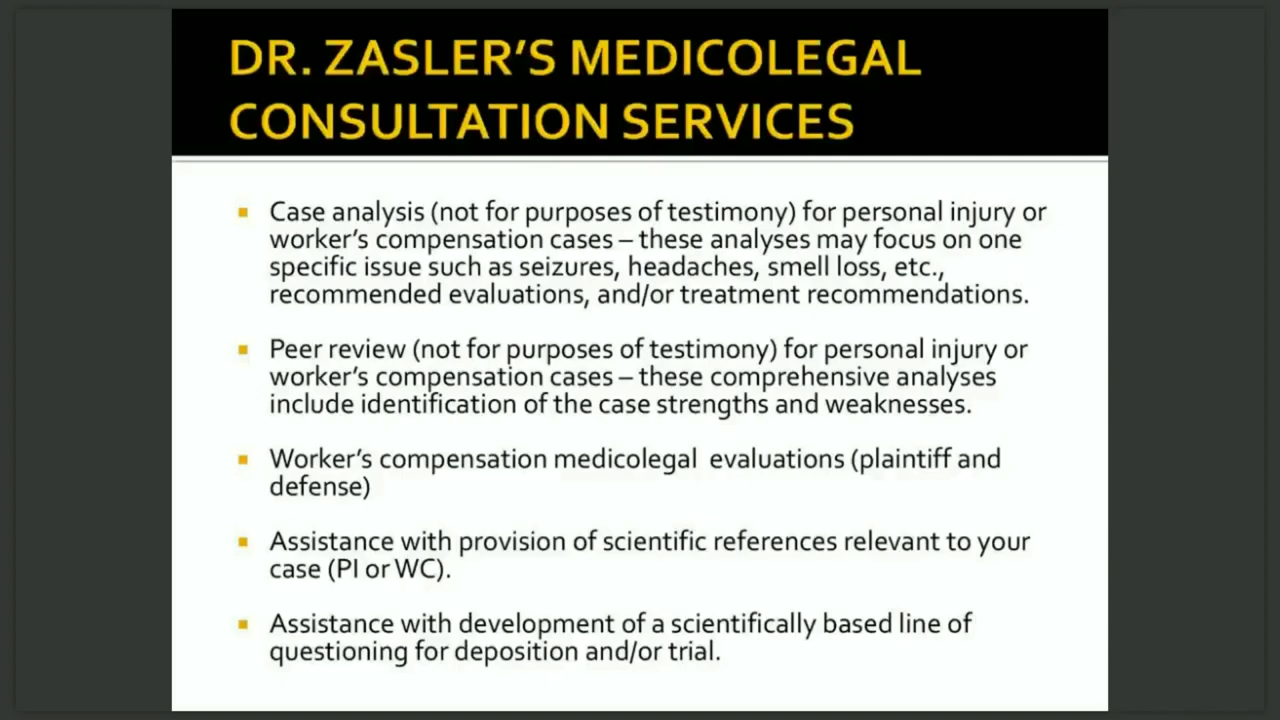 DR. ZASLER’S MEDICOLEGAL
CONSULTATION SERVICES
Case analysis (not for purposes of testimony) for personal injury or
worker’s compensation cases – these analyses may focus on one
specific issue such as seizures, headaches, smell loss, etc.,
recommended evaluations, and/or treatment recommendations.
Peer review (not for purposes of testimony) for personal injury or
worker’s compensation cases – these comprehensive analyses
include identification of the case strengths and weaknesses.
Worker’s compensation medicolegal evaluations (plaintiff and
defense)
Assistance with provision of scientific references relevant to your
case (PI or WC).
Assistance with development of a scientifically based line of
questioning for deposition and/or trial.